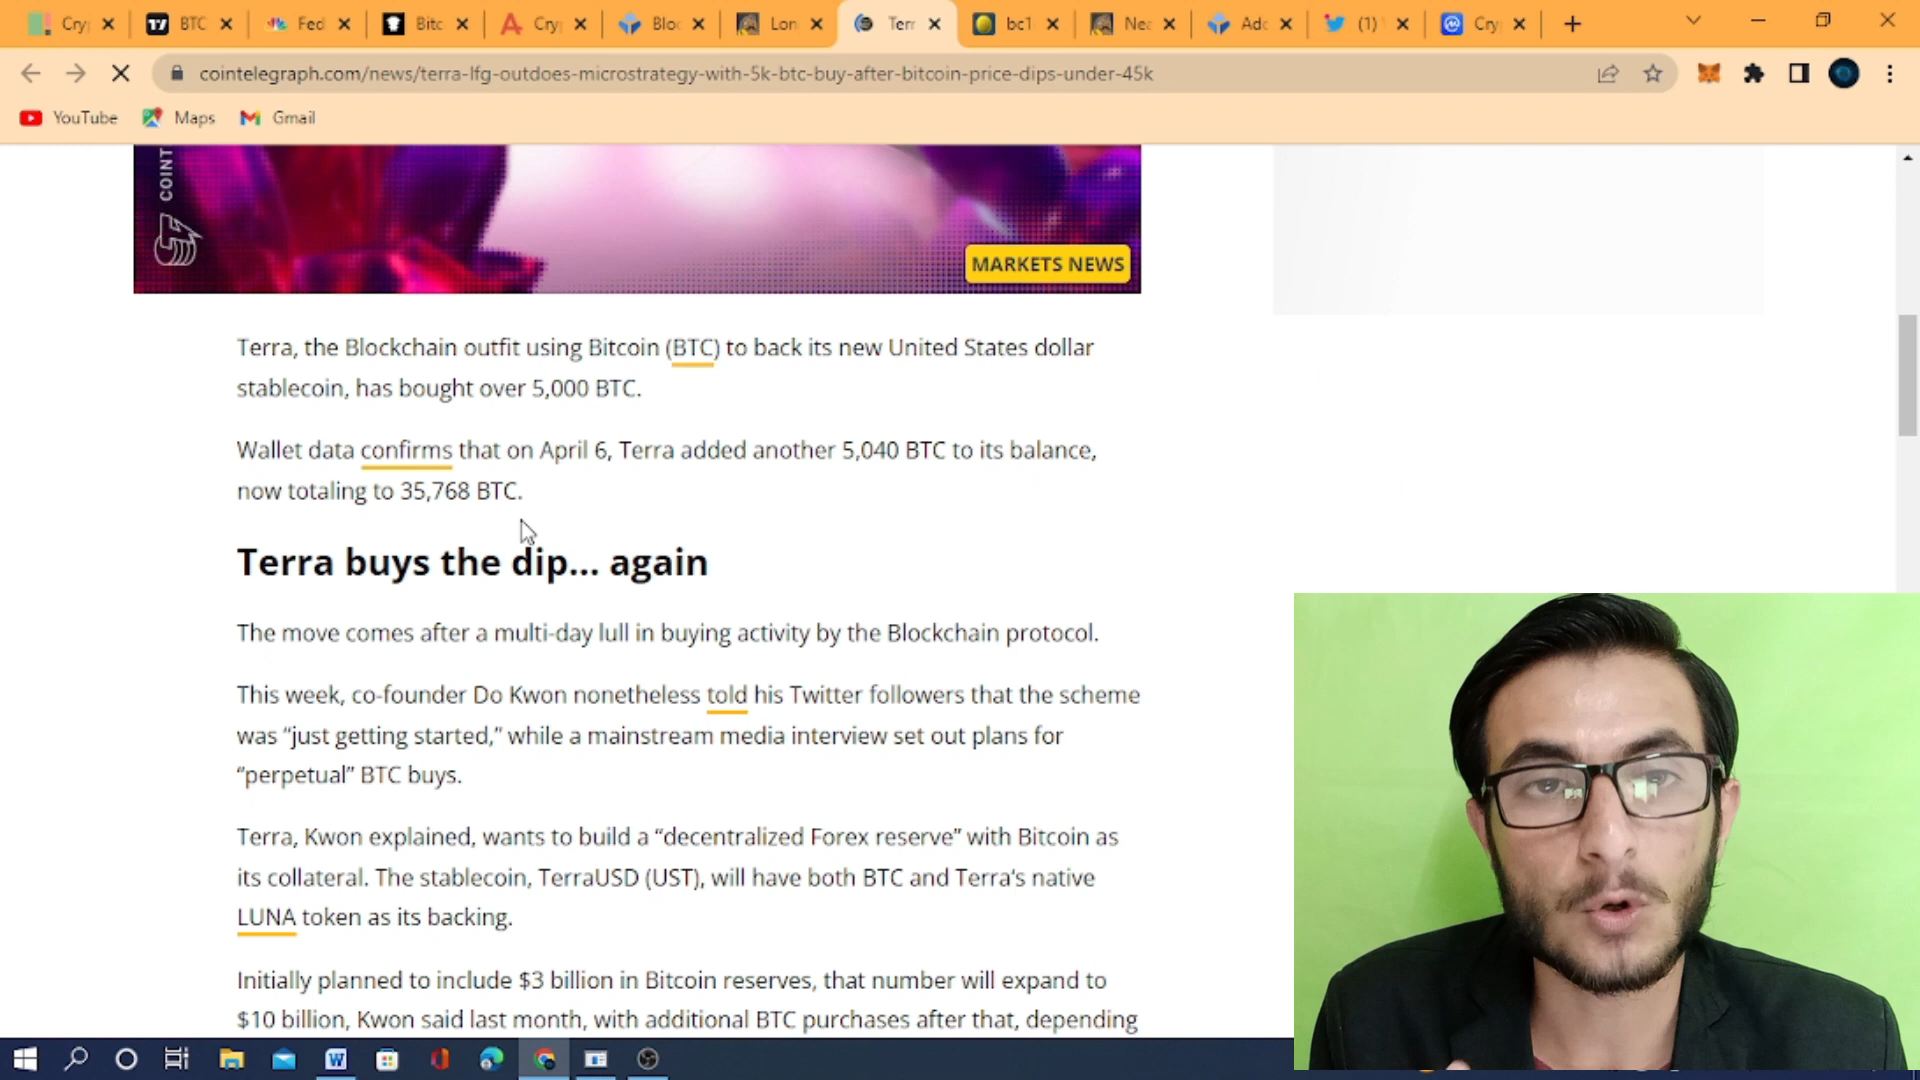 Cry
BTC
Fed
Bitc
Cry
Bloc
Lon
Terr
bc1
Nea
Adc
(1)
Cry
cointelegraph.com/news/terra-lfg-outdoes-microstrategy-with-5k-btc-buy-after-bitcoin-price-dips-under-45k
YouTube Maps Gmail
COINT
MARKETS NEWS
Terra, the Blockchain outfit using Bitcoin (BTC) to back its new United States dollar
stablecoin, has bought over 5,000 BTC.
Wallet data confirms that on April 6, Terra added another 5,040 BTC to its balance,
now totaling to 35,768 BTC.
Terra buys the dip... again
The move comes after a multi-day lull in buying activity by the Blockchain protocol.
This week, co-founder Do Kwon nonetheless told his Twitter followers that the scheme
was “just getting started,” while a mainstream media interview set out plans for
“perpetual” BTC buys.
Terra, Kwon explained, wants to build a “decentralized Forex reserve” with Bitcoin as
its collateral. The stablecoin, TerraUSD (UST), will have both BTC and Terra’s native
LUNA token as its backing.
Initially planned to include $3 billion in Bitcoin reserves, that number will expand to
$10 billion, Kwon said last month, with additional BTC purchases after that, depending